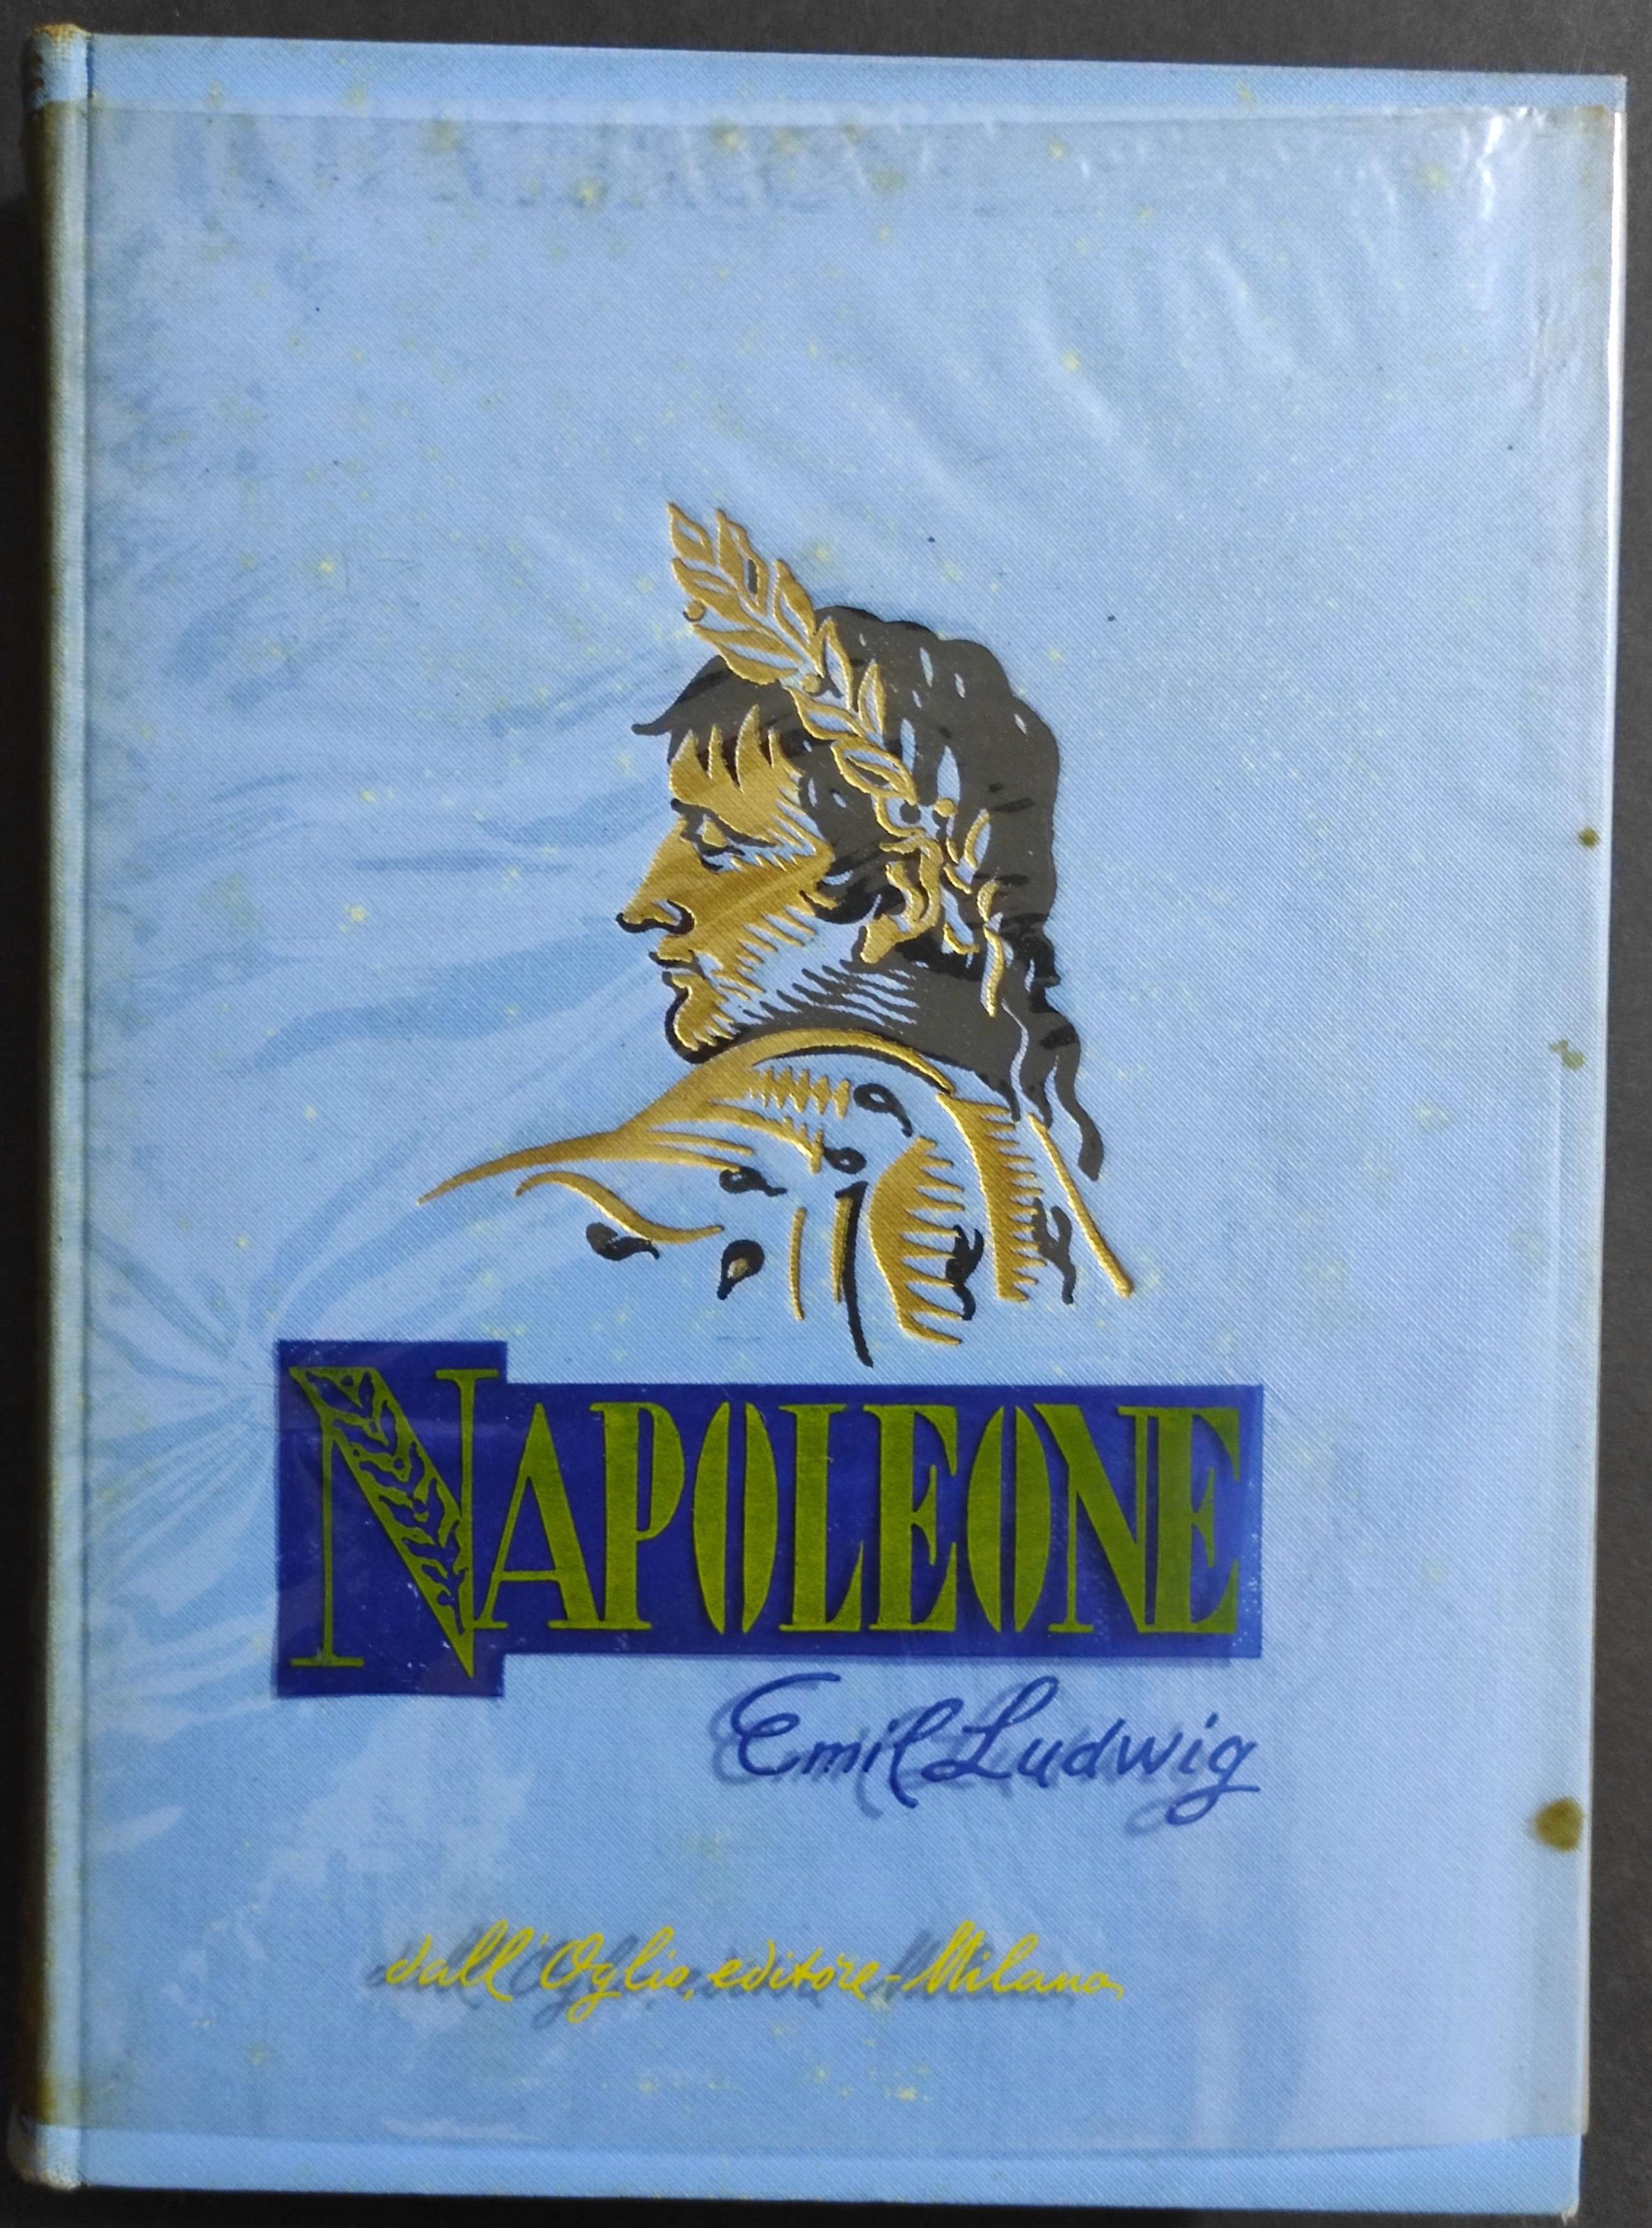 NAPOLEONE
Emil Ludwig
dall'Oglio, editore - Milano